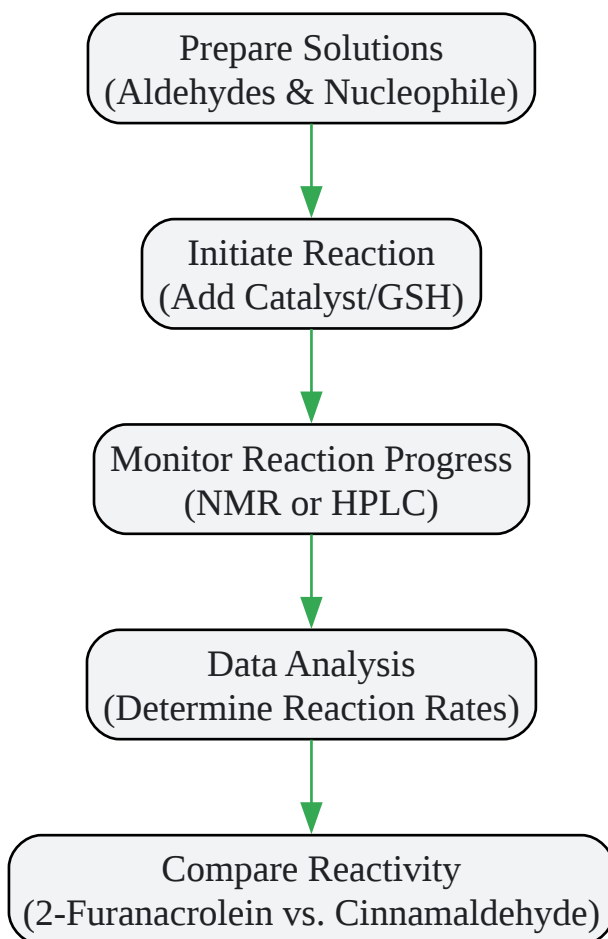 Prepare Solutions
(Aldehydes & Nucleophile)
Initiate Reaction
(Add Catalyst/GSH)
Monitor Reaction Progress
(NMR or HPLC)
Data Analysis
(Determine Reaction Rates)
Compare Reactivity
(2-Furanacrolein vs. Cinnamaldehyde)